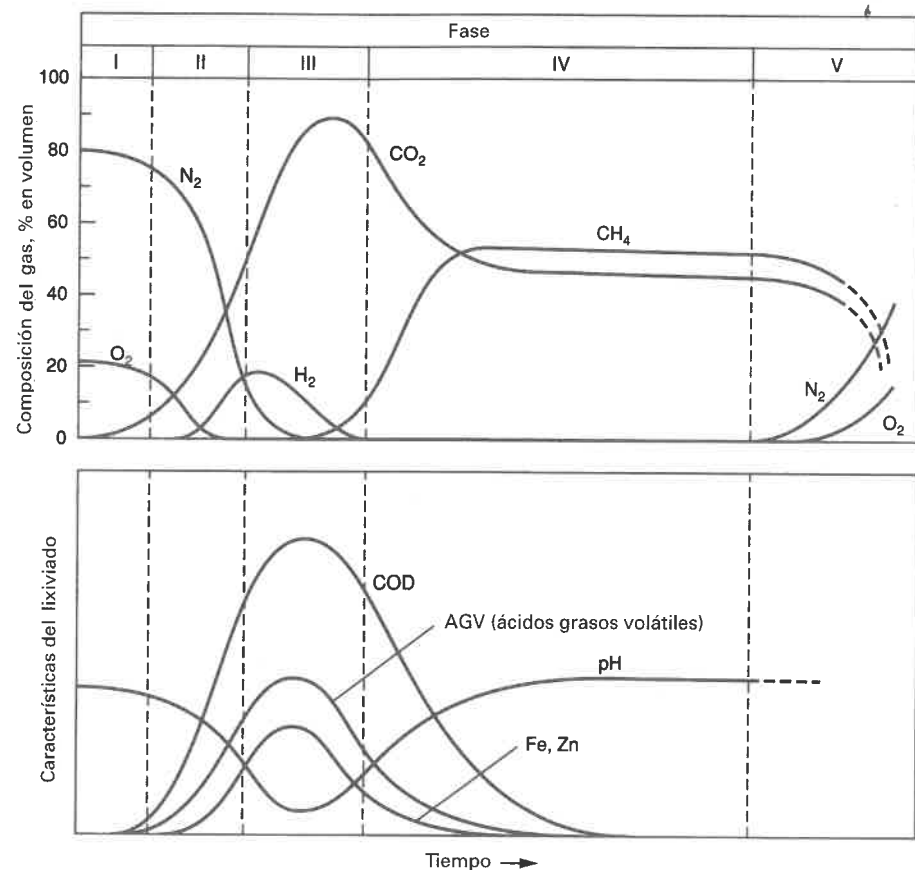 Fase
I II III IV V
Composición del gas, % en volumen
100
80
60
40
20
0
N₂
O₂
H₂
CO₂
CH₄
N₂
O₂
Características del lixiviado
COD
AGV (ácidos grasos volátiles)
pH
Fe, Zn
Tiempo →